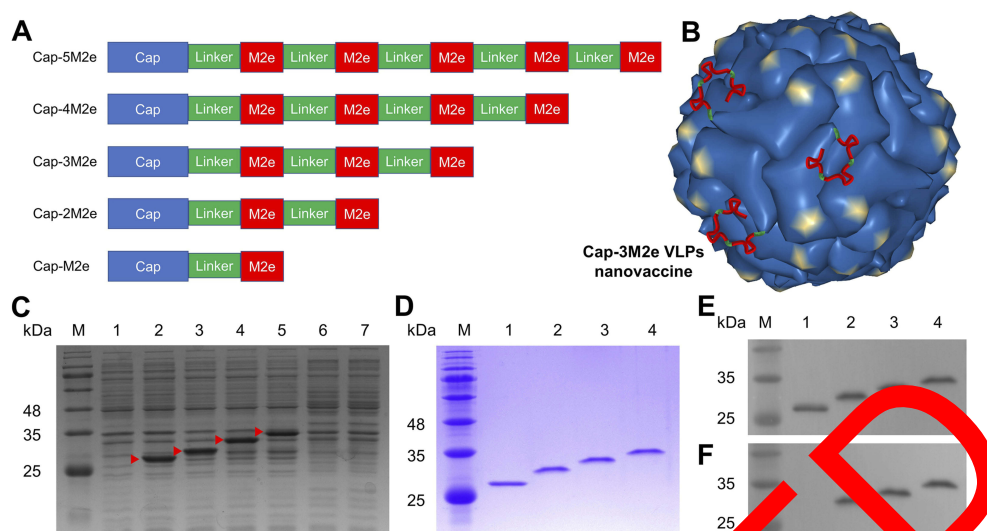 A
Cap-5M2e Cap Linker M2e Linker M2e Linker M2e Linker M2e Linker M2e
Cap-4M2e Cap Linker M2e Linker M2e Linker M2e Linker M2e
Cap-3M2e Cap Linker M2e Linker M2e Linker M2e
Cap-2M2e Cap Linker M2e Linker M2e
Cap-M2e Cap Linker M2e
B
Cap-3M2e VLPs
nanovaccine
C
kDa M 1 2 3 4 5 6 7
48
35
25
D
kDa M 1 2 3 4
48
35
25
E
kDa M 1 2 3 4
35
25
F
35
25